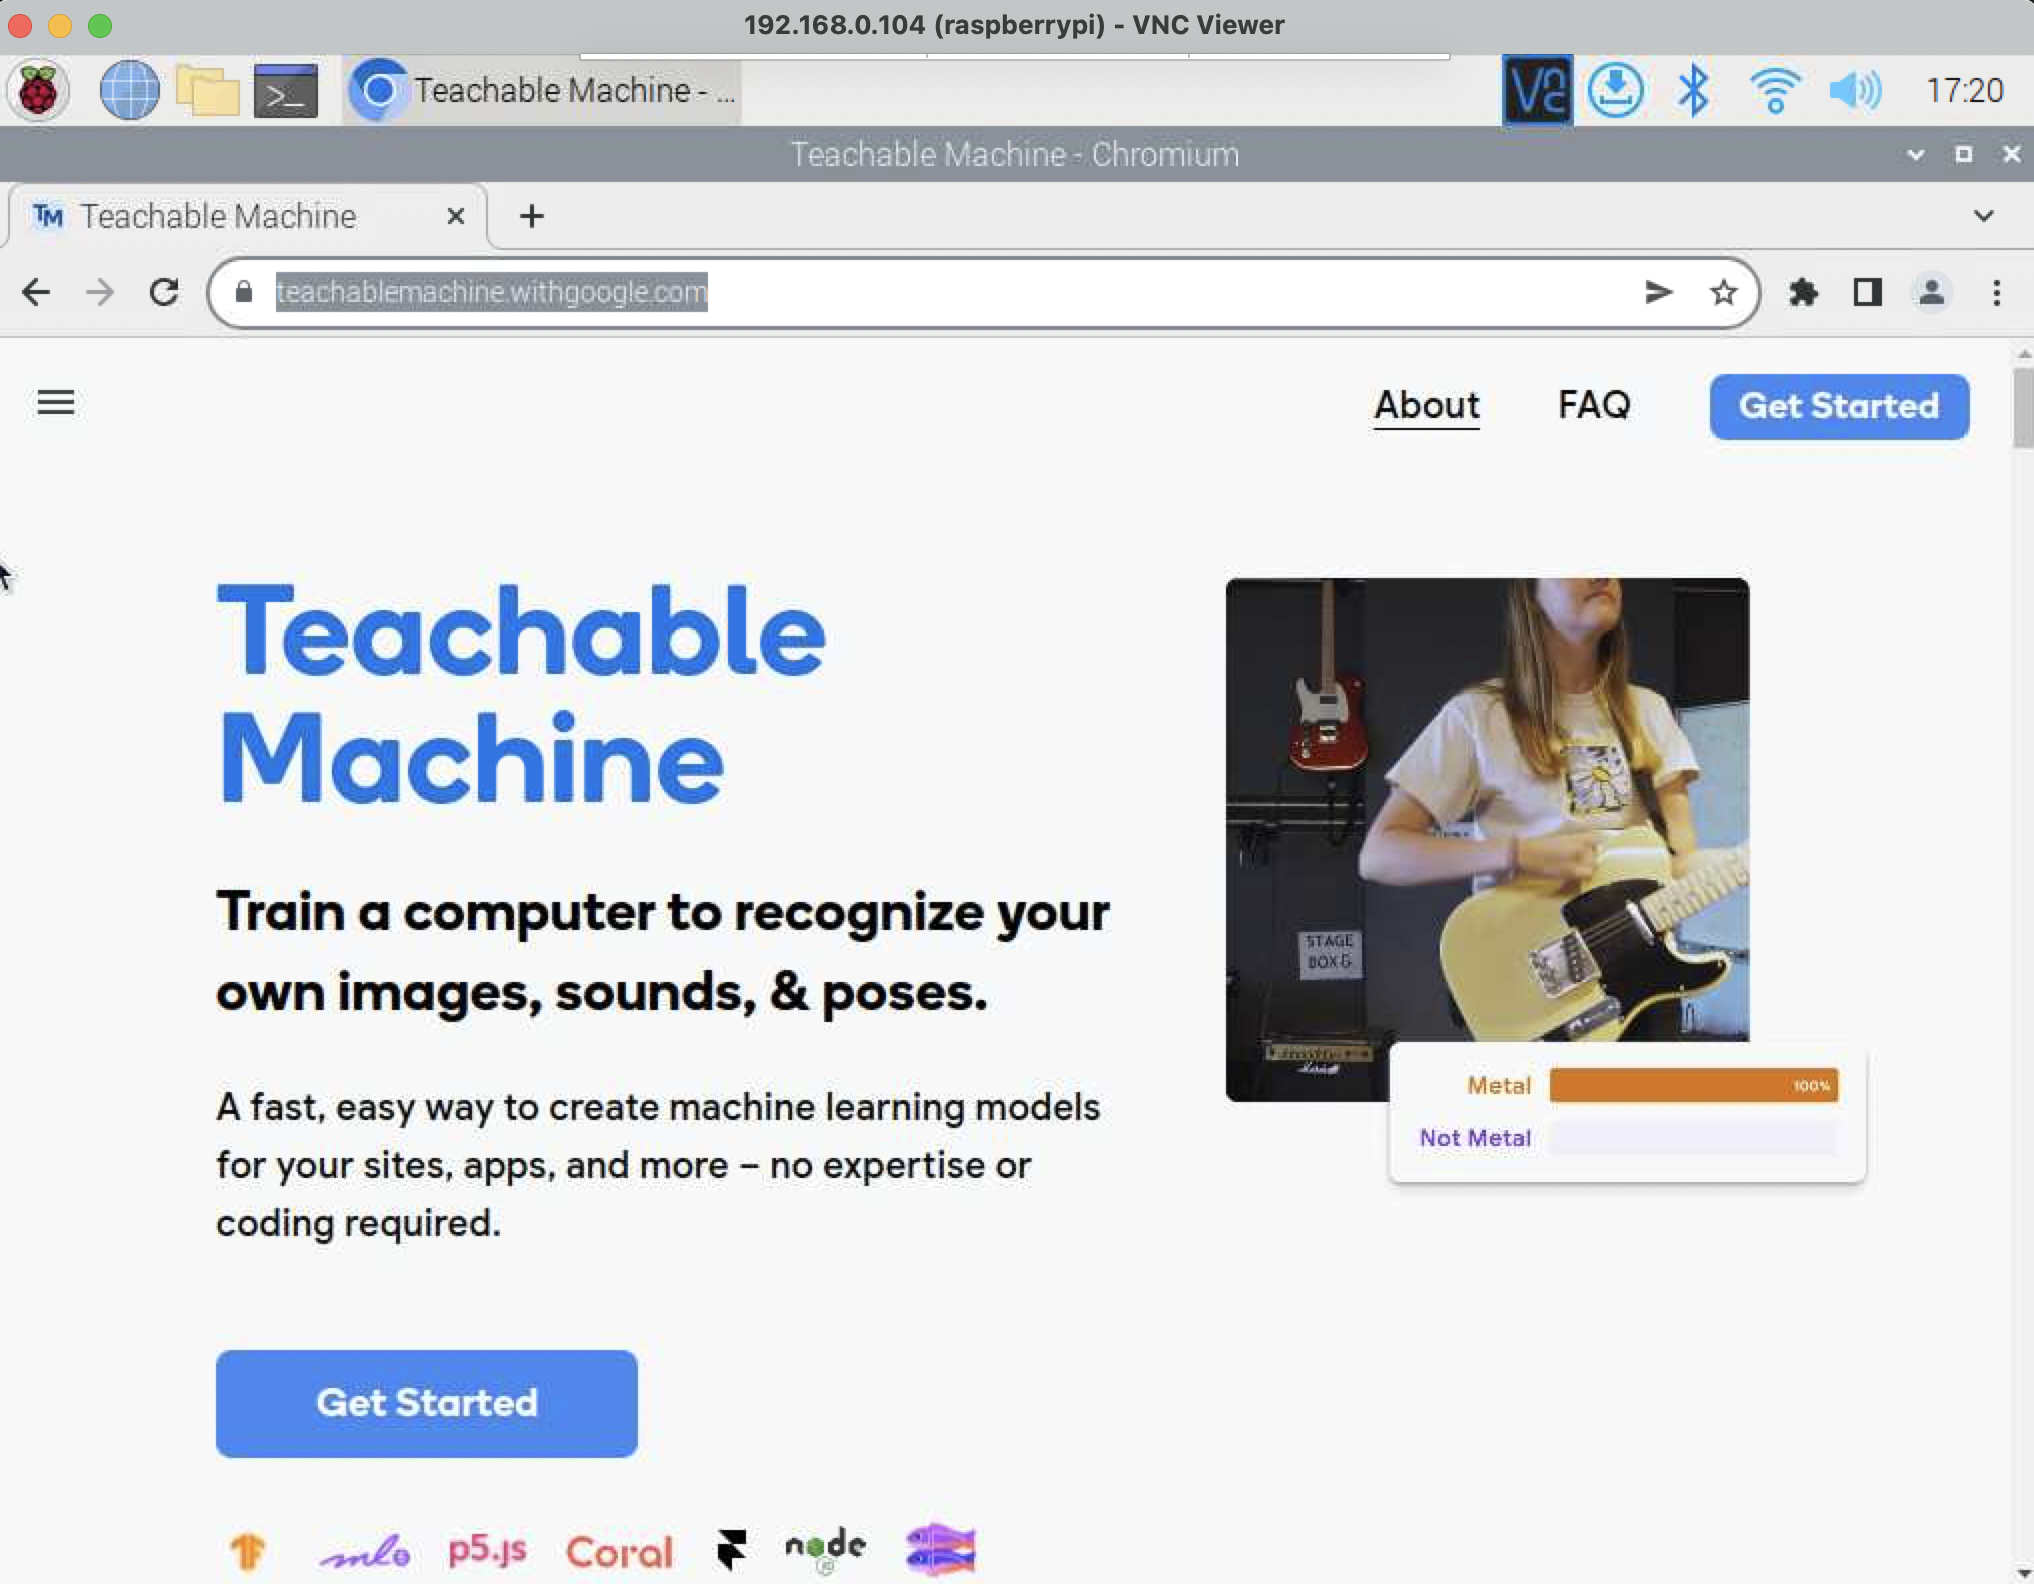 192.168.0.104 (raspberrypi) - VNC Viewer
Teachable Machine - ...
17:20
Teachable Machine - Chromium
TM Teachable Machine
teachablemachine.withgoogle.com
About FAQ Get Started
Teachable
Machine
Train a computer to recognize your
own images, sounds, & poses.
A fast, easy way to create machine learning models
for your sites, apps, and more – no expertise or
coding required.
STAGE
BOX
Marshall
Metal 100%
Not Metal
Get Started
p5.js Coral node